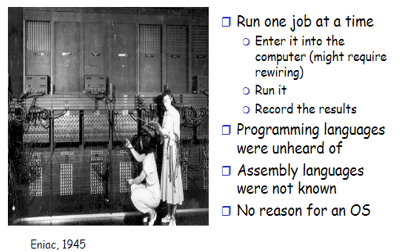 Run one job at a time
Enter it into the
computer (might require
rewiring)
Run it
Record the results
Programming languages
were unheard of
Assembly languages
were not known
No reason for an OS
Eniac, 1945